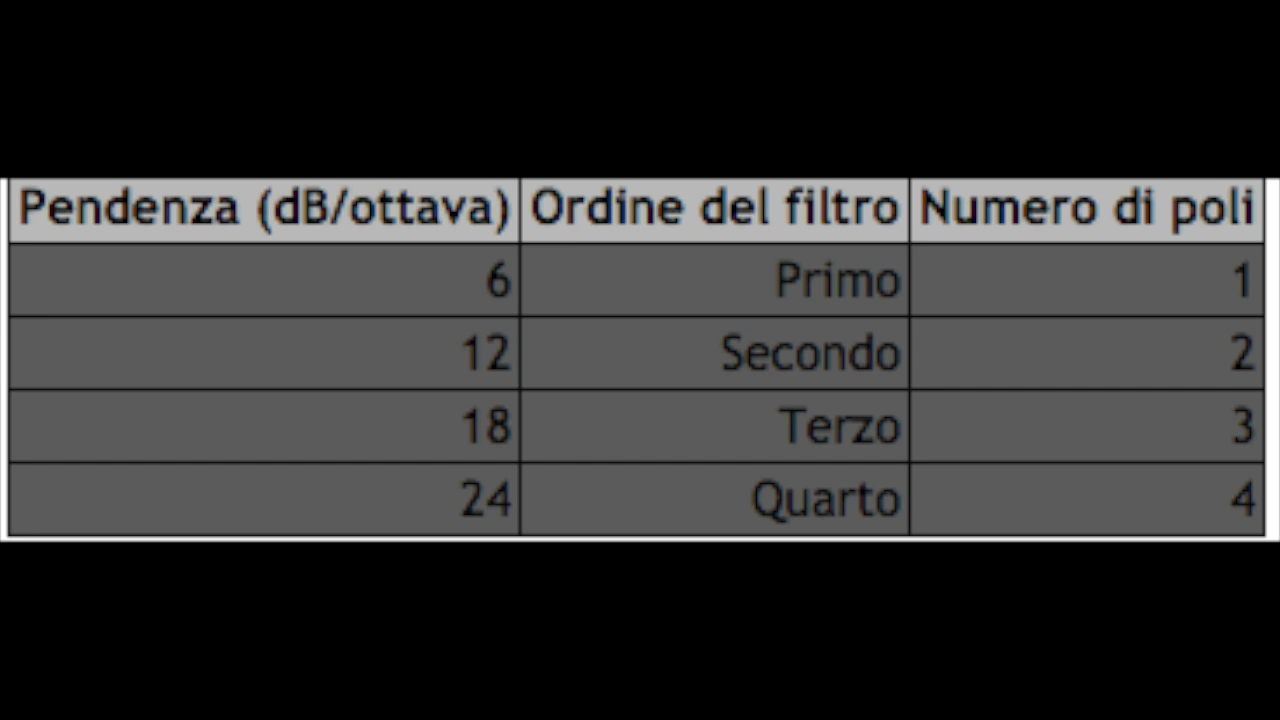 Pendenza (dB/ottava) Ordine del filtro Numero di poli
6 Primo 1
12 Secondo 2
18 Terzo 3
24 Quarto 4